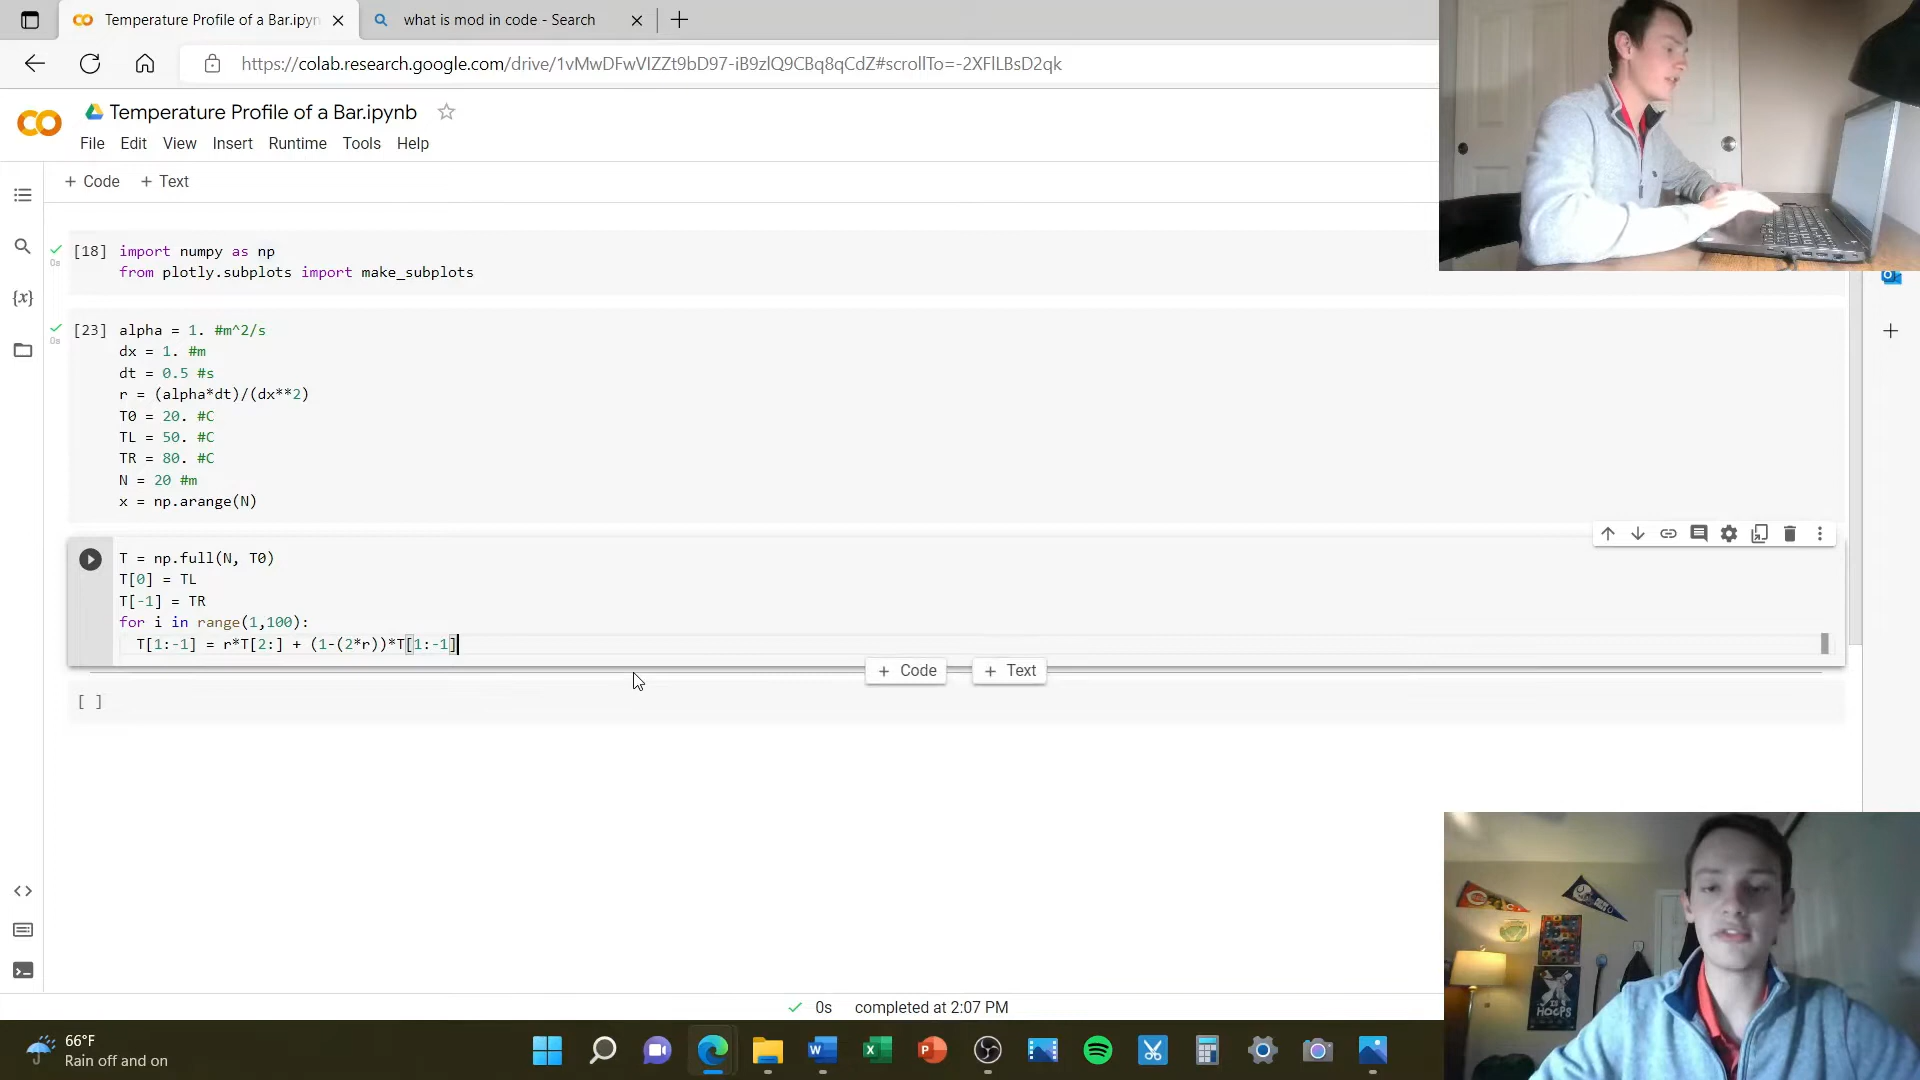 Temperature Profile of a Bar.ipyn
what is mod in code - Search
https://colab.research.google.com/drive/1vMwDFwVIZZt9bD97-iB9zlQ9CBq8qCdZ#scrollTo=-2XFlLBsD2qk
CO
Temperature Profile of a Bar.ipynb
File Edit View Insert Runtime Tools Help
+ Code + Text
[18] import numpy as np
0s
from plotly.subplots import make_subplots
{x}
[23] alpha = 1. #m^2/s
0s
dx = 1. #m
dt = 0.5 #s
r = (alpha*dt)/(dx**2)
T0 = 20. #C
TL = 50. #C
TR = 80. #C
N = 20 #m
x = np.arange(N)
T = np.full(N, T0)
T[0] = TL
T[-1] = TR
for i in range(1,100):
T[1:-1] = r*T[2:] + (1-(2*r))*T[1:-1]
+ Code + Text
[ ]
HOOPS
0s completed at 2:07 PM
66°F
Rain off and on